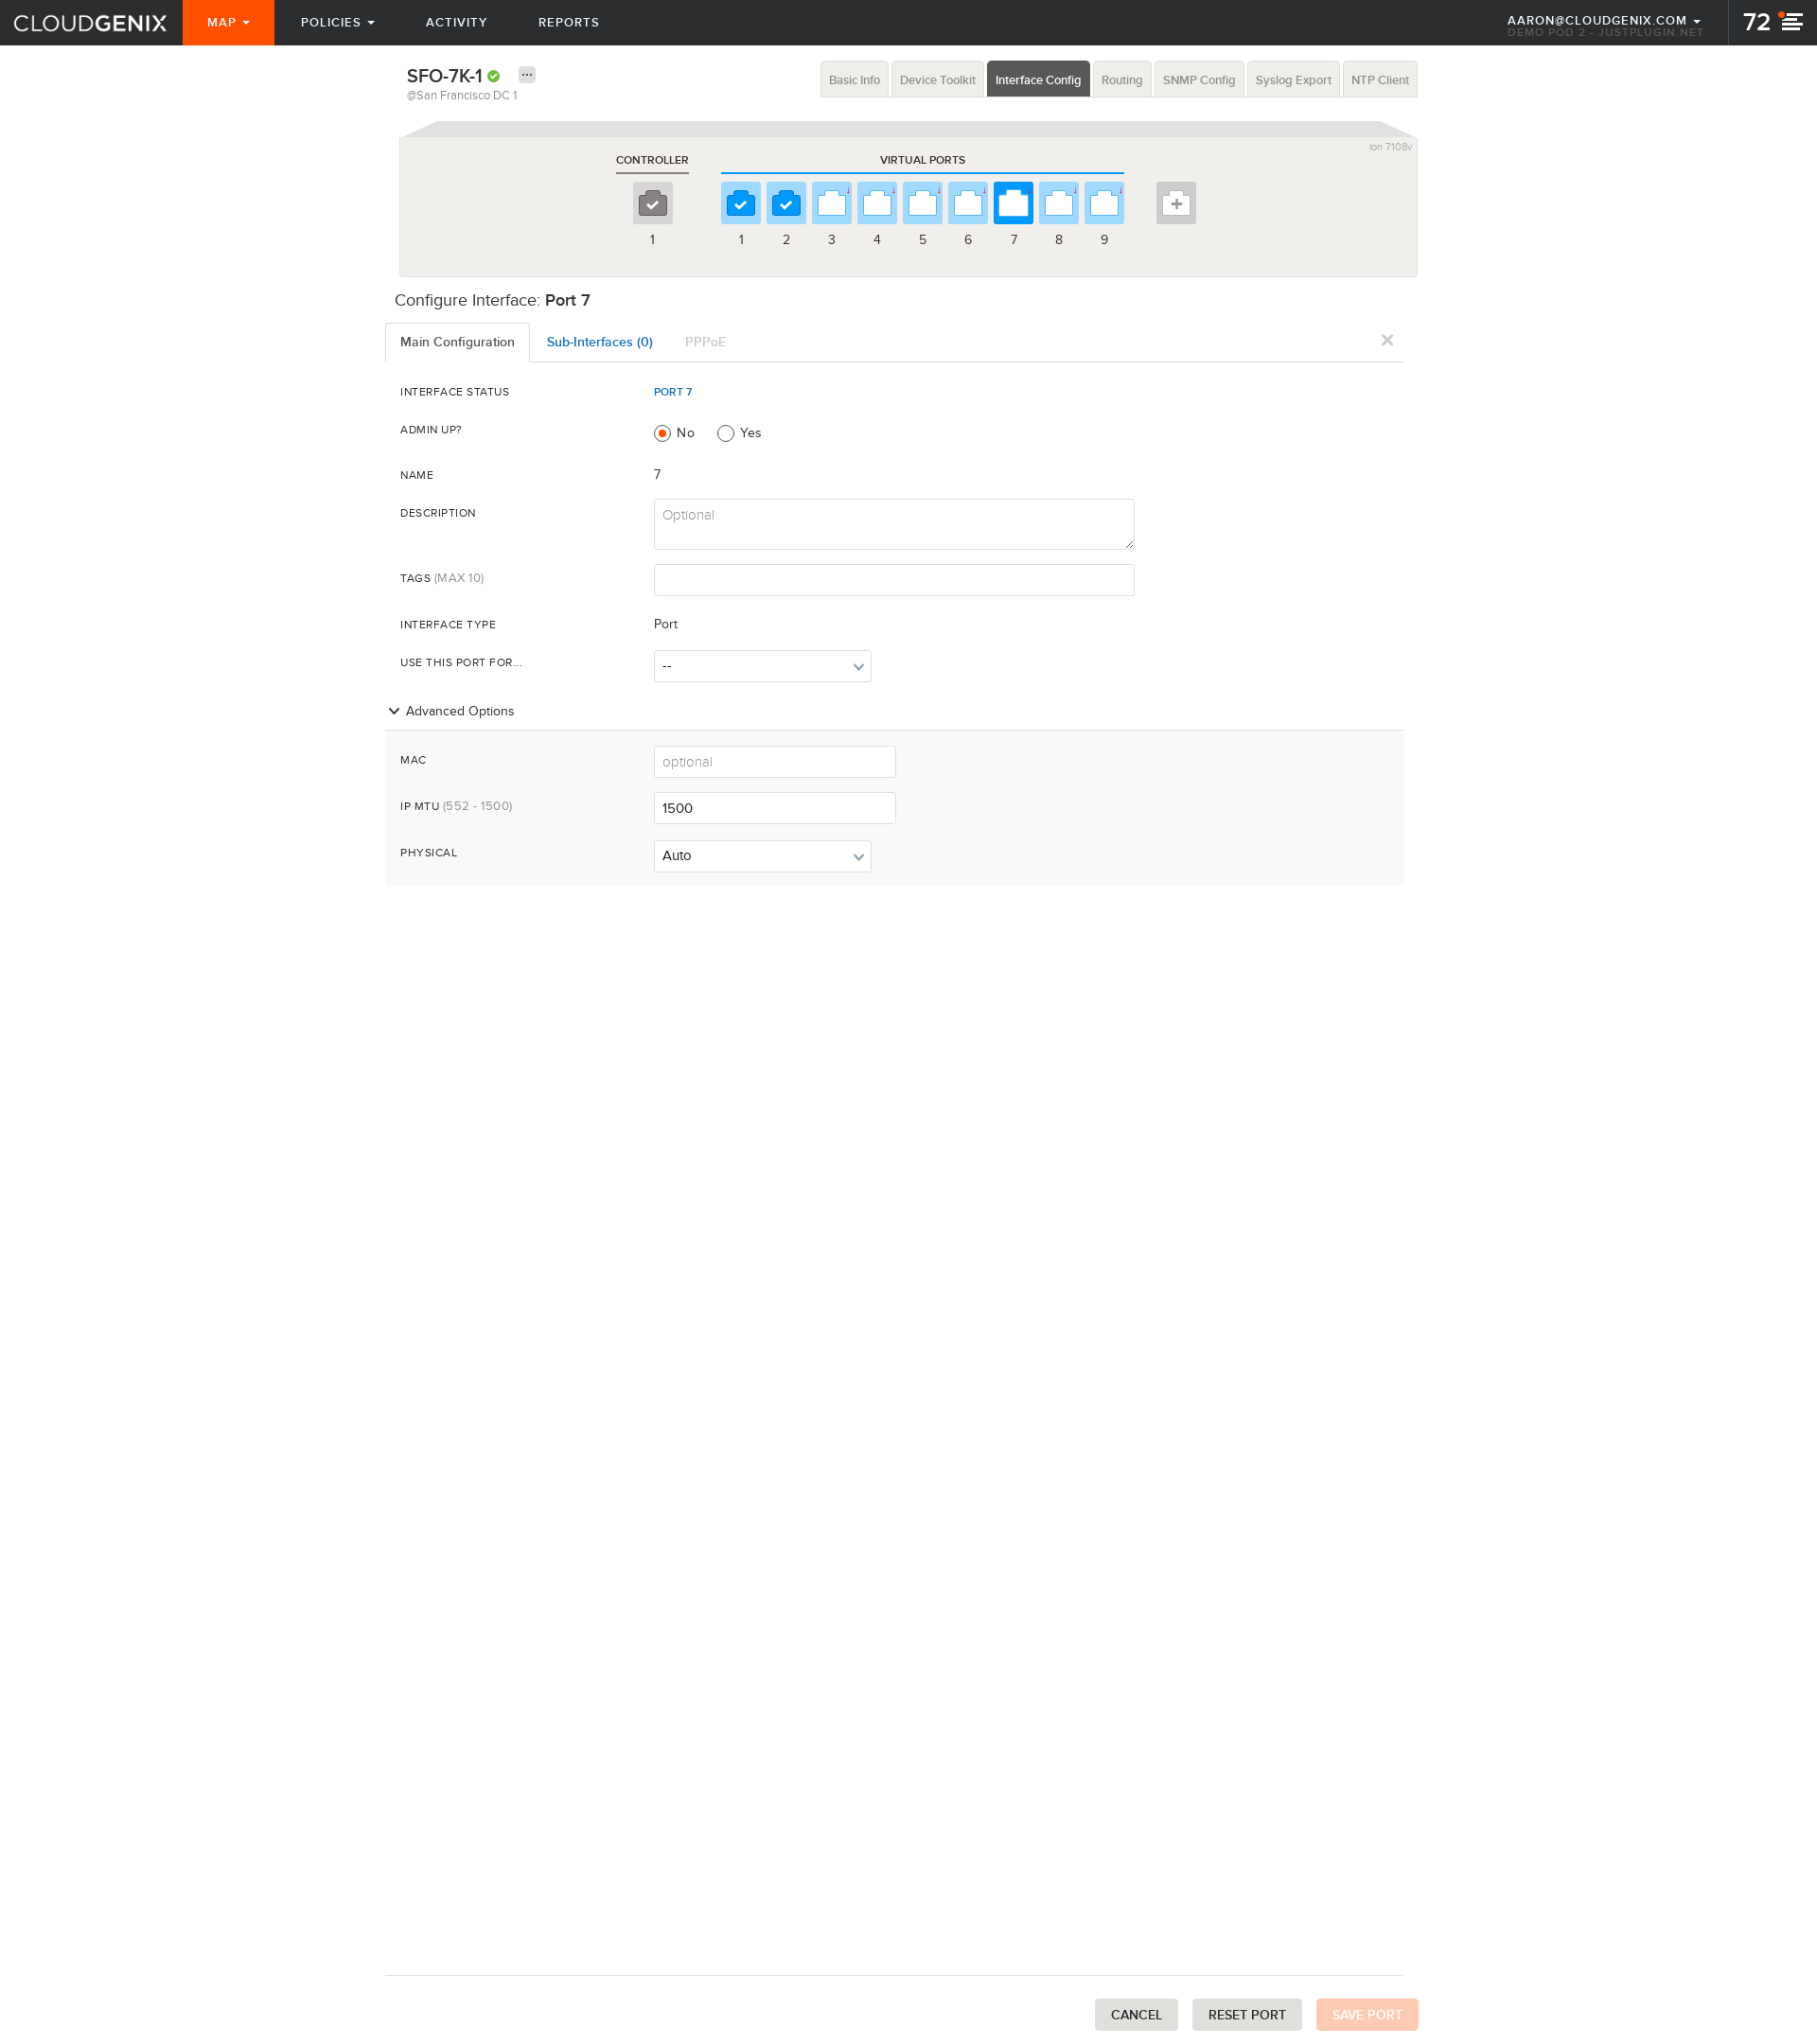 CLOUDGENIX MAP POLICIES ACTIVITY REPORTS AARON@CLOUDGENIX.COM 72
DEMO POD 2 - JUSTPLUGIN.NET
SFO-7K-1 ...
@San Francisco DC 1
Basic Info Device Toolkit Interface Config Routing SNMP Config Syslog Export NTP Client
ion 7108v
CONTROLLER VIRTUAL PORTS
1 1 2 3 4 5 6 7 8 9
Configure Interface: Port 7
Main Configuration Sub-Interfaces (0) PPPoE
INTERFACE STATUS PORT 7
ADMIN UP? No Yes
NAME 7
DESCRIPTION Optional
TAGS (MAX 10)
INTERFACE TYPE Port
USE THIS PORT FOR... --
Advanced Options
MAC optional
IP MTU (552 - 1500) 1500
PHYSICAL Auto
CANCEL RESET PORT SAVE PORT